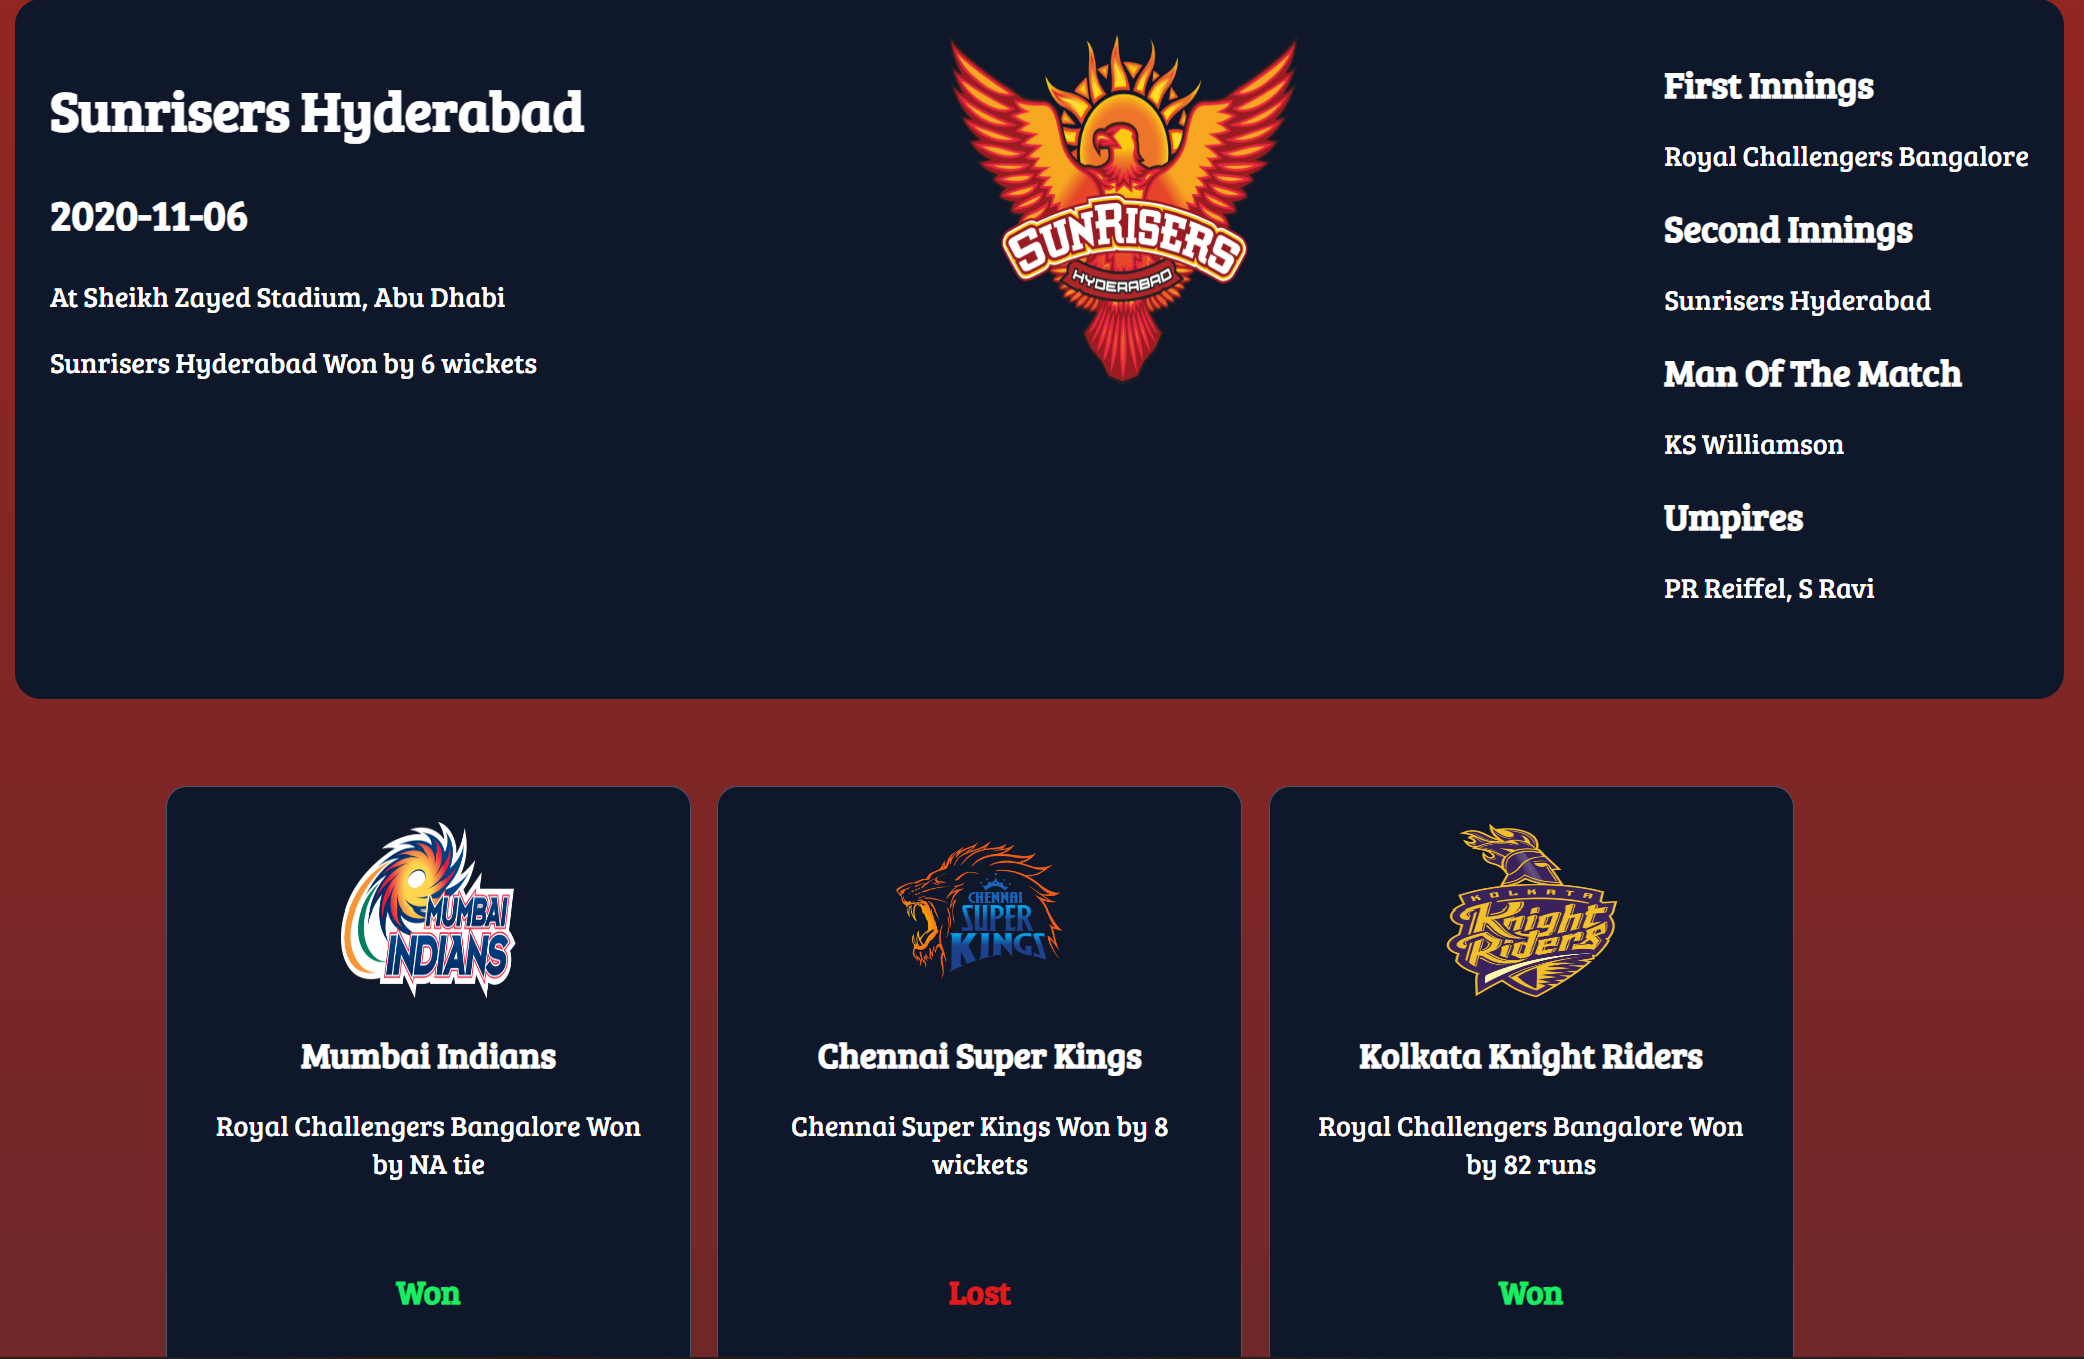 Sunrisers Hyderabad
2020-11-06
At Sheikh Zayed Stadium, Abu Dhabi
Sunrisers Hyderabad Won by 6 wickets
SUNRISERS
HYDERABAD
First Innings
Royal Challengers Bangalore
Second Innings
Sunrisers Hyderabad
Man Of The Match
KS Williamson
Umpires
PR Reiffel, S Ravi
MUMBAI
INDIANS
Mumbai Indians
Royal Challengers Bangalore Won
by NA tie
Won
CHENNAI
SUPER
KINGS
Chennai Super Kings
Chennai Super Kings Won by 8
wickets
Lost
KOLKATA
Knight
Riders
Kolkata Knight Riders
Royal Challengers Bangalore Won
by 82 runs
Won